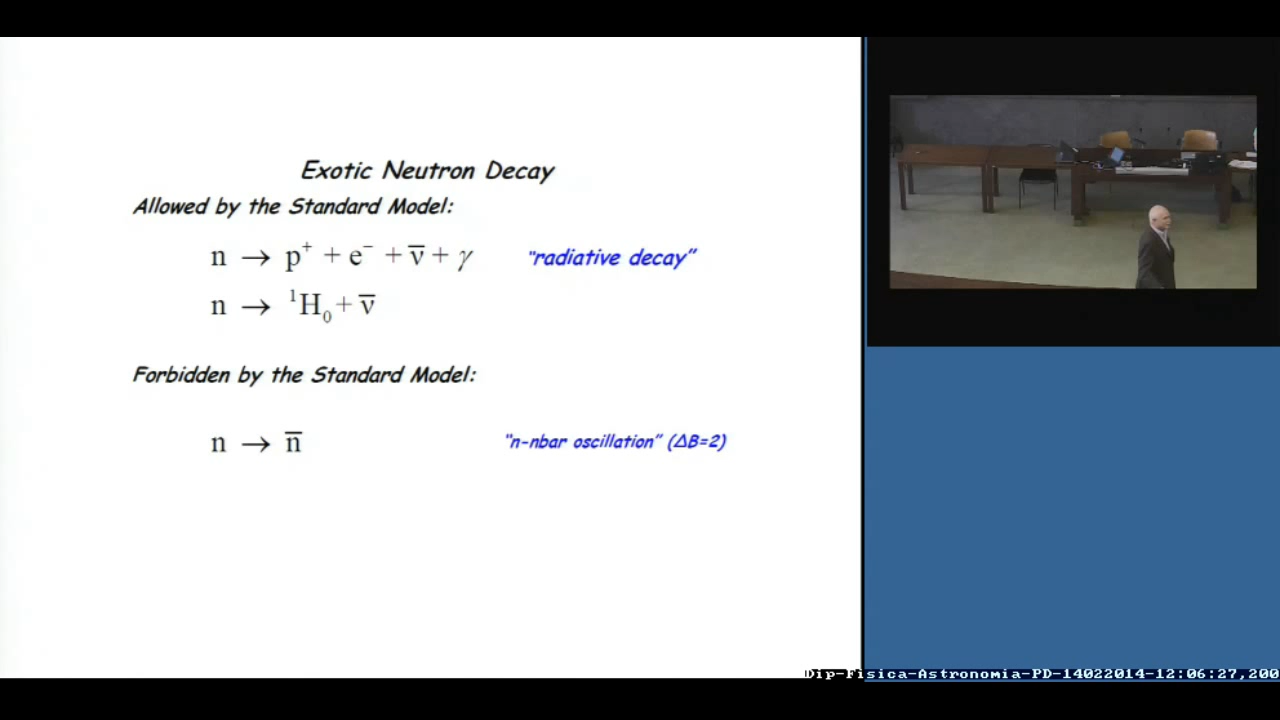 Exotic Neutron Decay
Allowed by the Standard Model:
n → p⁺ + e⁻ + ν̅ + γ “radiative decay”
n → ¹H₀ + ν̅
Forbidden by the Standard Model:
n → n̅ “n-nbar oscillation” (ΔB=2)
Dip-Fisica-Astronomia-PD-14022014-12:06:27,200